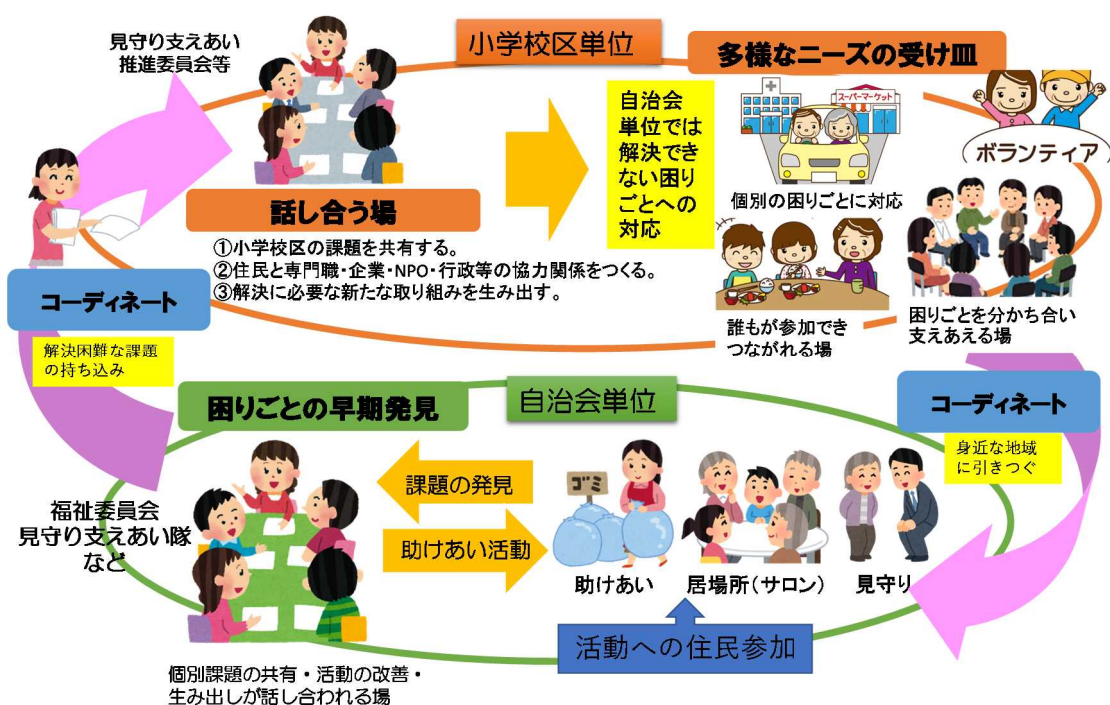 見守り支えあい
推進委員会等
小学校区単位
多様なニーズの受け皿
自治会
単位では
解決でき
ない困り
ごとへの
対応
スーパーマーケット
ボランティア
個別の困りごとに対応
話し合う場
①小学校区の課題を共有する。
②住民と専門職・企業・NPO・行政等の協力関係をつくる。
③解決に必要な新たな取り組みを生み出す。
誰もが参加でき
つながれる場
困りごとを分かち合い
支えあえる場
コーディネート
解決困難な課題
の持ち込み
困りごとの早期発見
自治会単位
コーディネート
身近な地域
に引きつぐ
福祉委員会
見守り支えあい隊
など
課題の発見
助けあい活動
ゴミ
助けあい
居場所(サロン)
見守り
活動への住民参加
個別課題の共有・活動の改善・
生み出しが話し合われる場